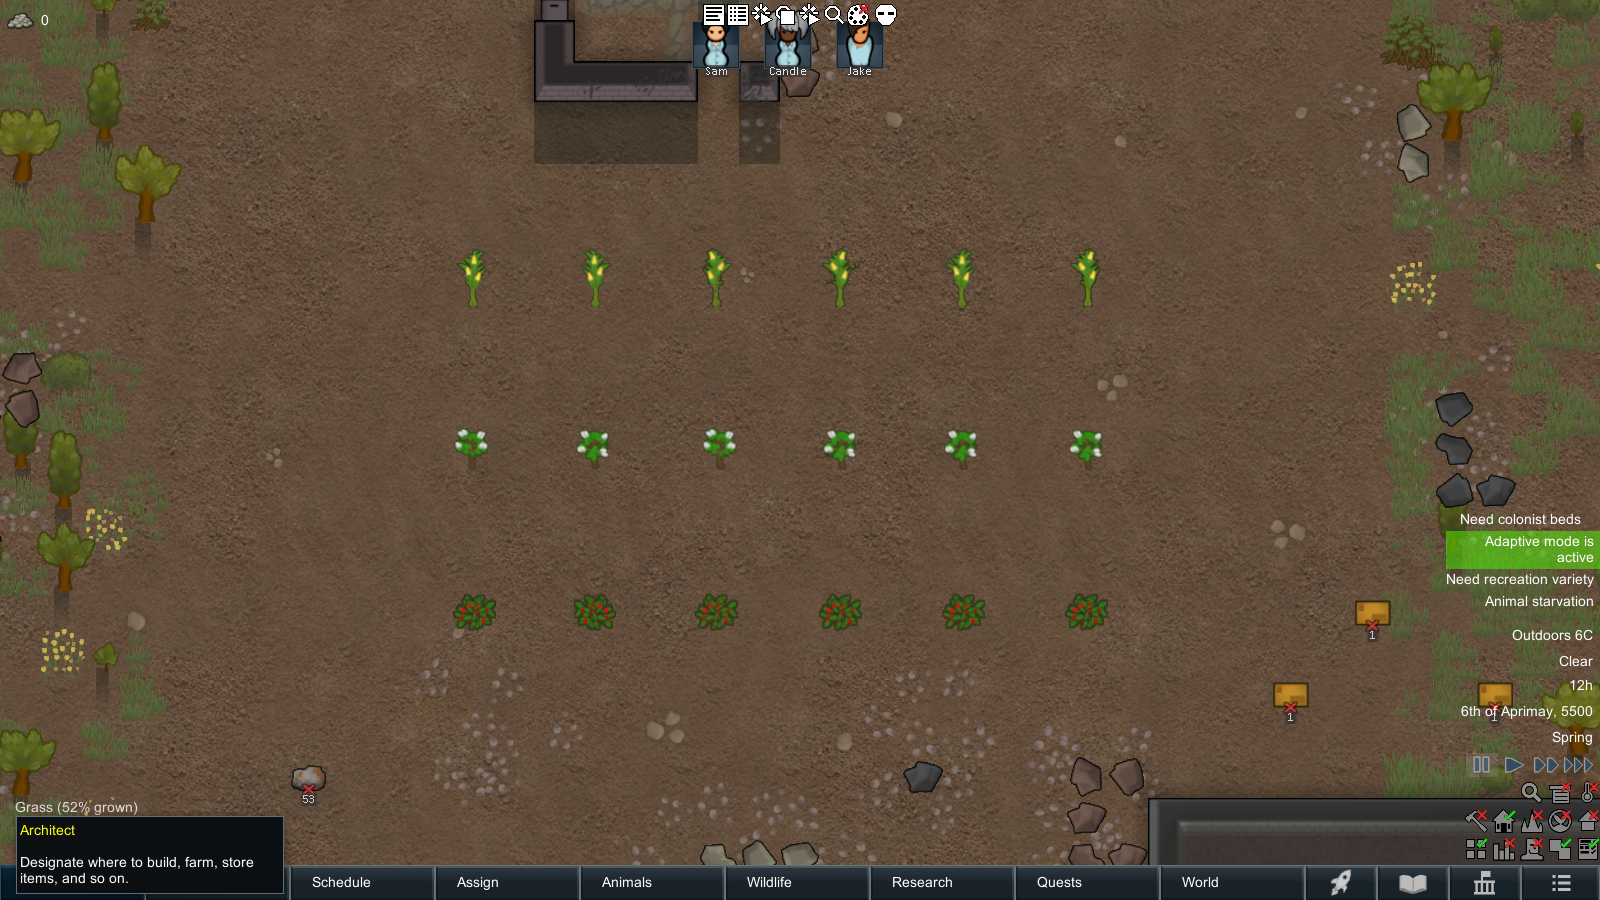 0
Sam
Candle
Jake
Need colonist beds
Adaptive mode is
active
Need recreation variety
Animal starvation
1
Outdoors 6C
Clear
12h
1
1
6th of Aprimay, 5500
Spring
53
Grass (52% grown)
Architect
Designate where to build, farm, store
items, and so on.
Schedule
Assign
Animals
Wildlife
Research
Quests
World